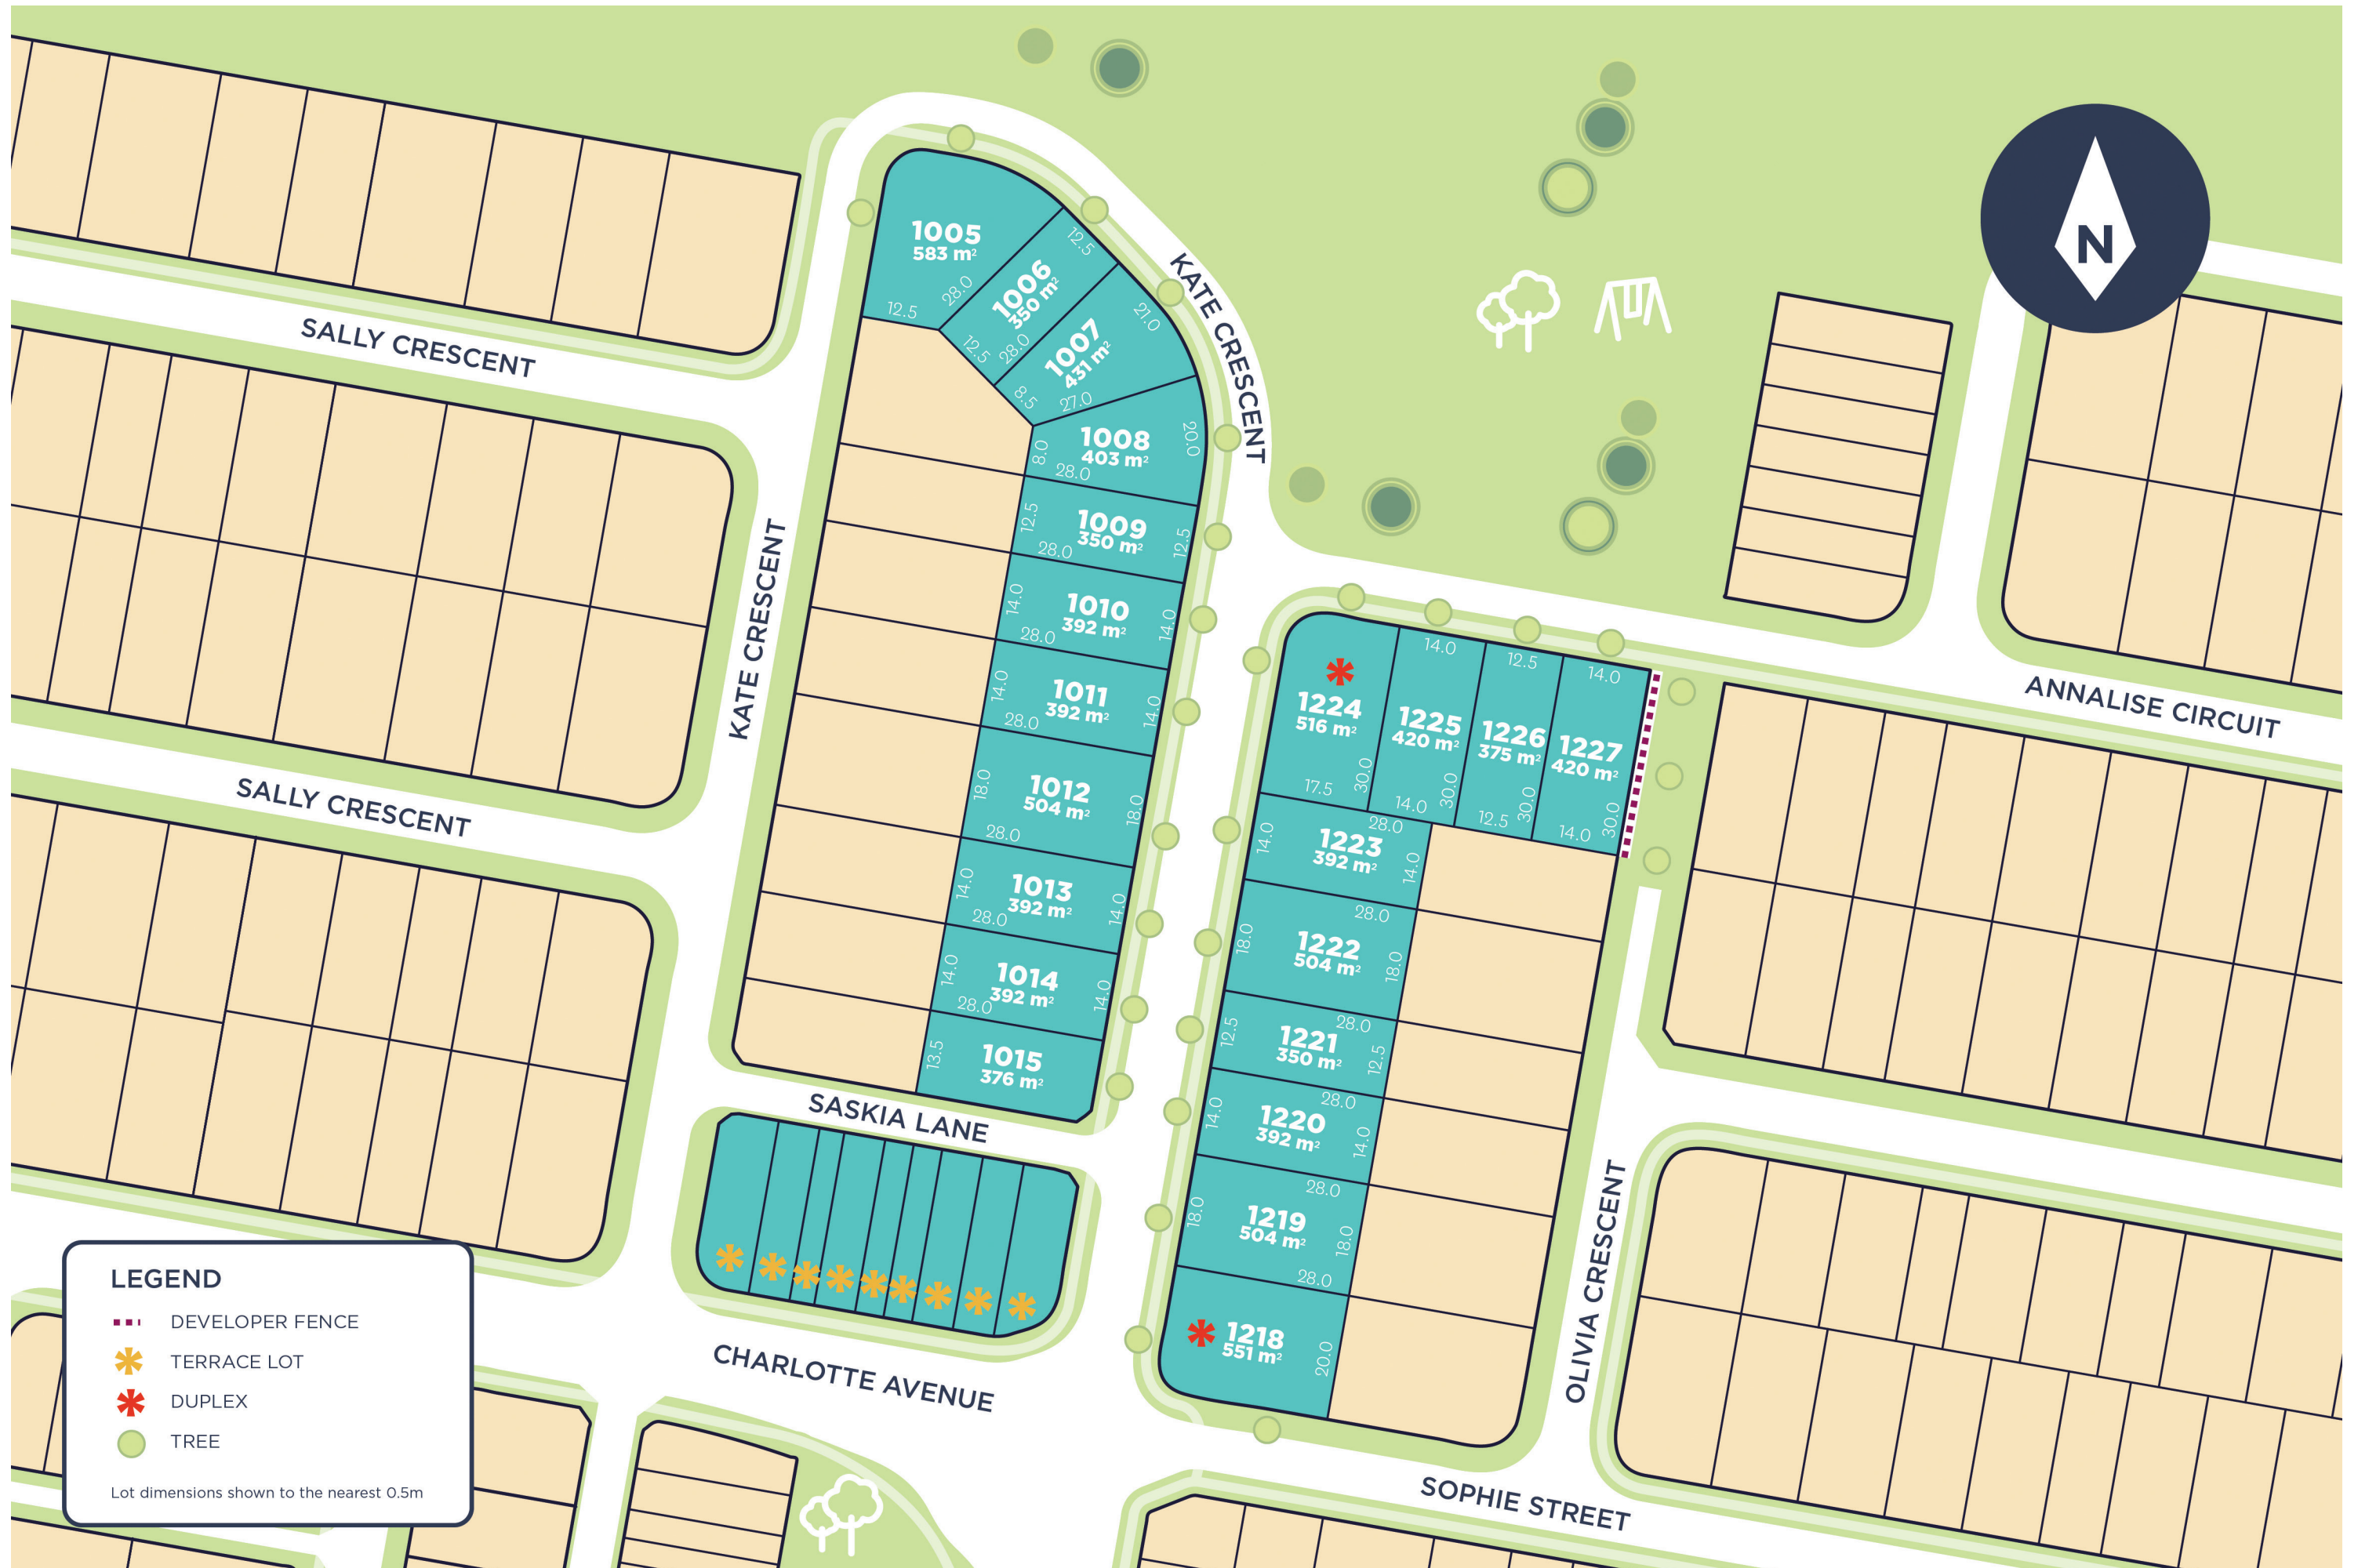 N
SALLY CRESCENT
KATE CRESCENT
1005
583 m²
12.5
28.0
1006
350 m²
12.5
12.5
28.0
1007
431 m²
21.0
8.5
27.0
1008
403 m²
20.0
8.0
28.0
1009
350 m²
12.5
12.5
28.0
1010
392 m²
14.0
14.0
28.0
1011
392 m²
14.0
14.0
28.0
1012
504 m²
18.0
18.0
28.0
1013
392 m²
14.0
14.0
28.0
1014
392 m²
14.0
14.0
28.0
1015
376 m²
13.5
KATE CRESCENT
SALLY CRESCENT
ANNALISE CIRCUIT
1224
516 m²
17.5
30.0
14.0
1225
420 m²
14.0
30.0
12.5
1226
375 m²
12.5
30.0
14.0
1227
420 m²
14.0
30.0
28.0
1223
392 m²
14.0
14.0
28.0
1222
504 m²
18.0
18.0
28.0
1221
350 m²
12.5
12.5
28.0
1220
392 m²
14.0
14.0
28.0
1219
504 m²
18.0
18.0
28.0
1218
551 m²
20.0
SASKIA LANE
CHARLOTTE AVENUE
OLIVIA CRESCENT
SOPHIE STREET
LEGEND
DEVELOPER FENCE
TERRACE LOT
DUPLEX
TREE
Lot dimensions shown to the nearest 0.5m